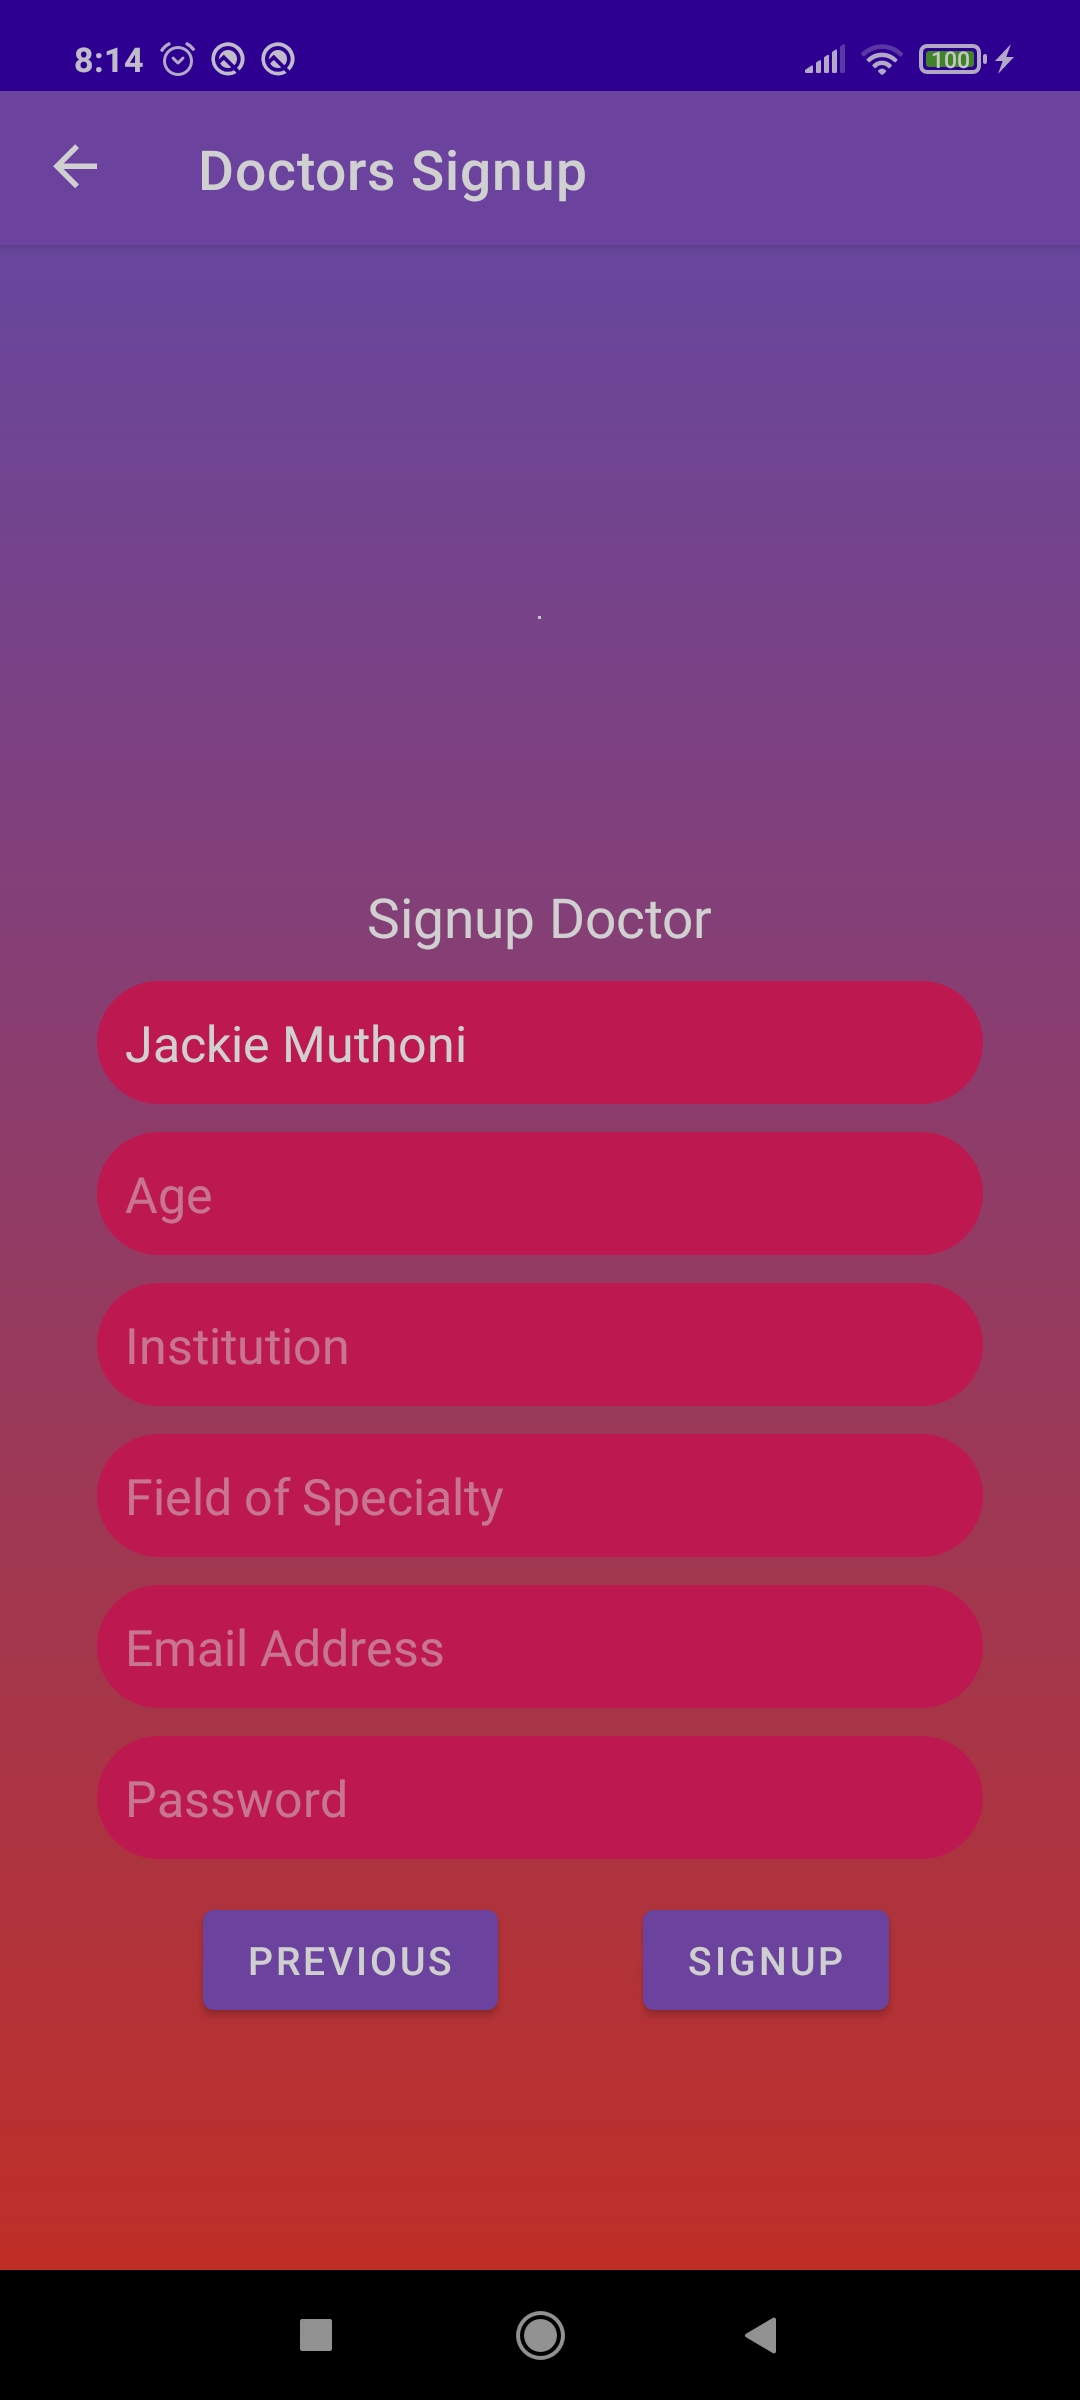 8:14
100
Doctors Signup
Signup Doctor
Jackie Muthoni
Age
Institution
Field of Specialty
Email Address
Password
PREVIOUS
SIGNUP